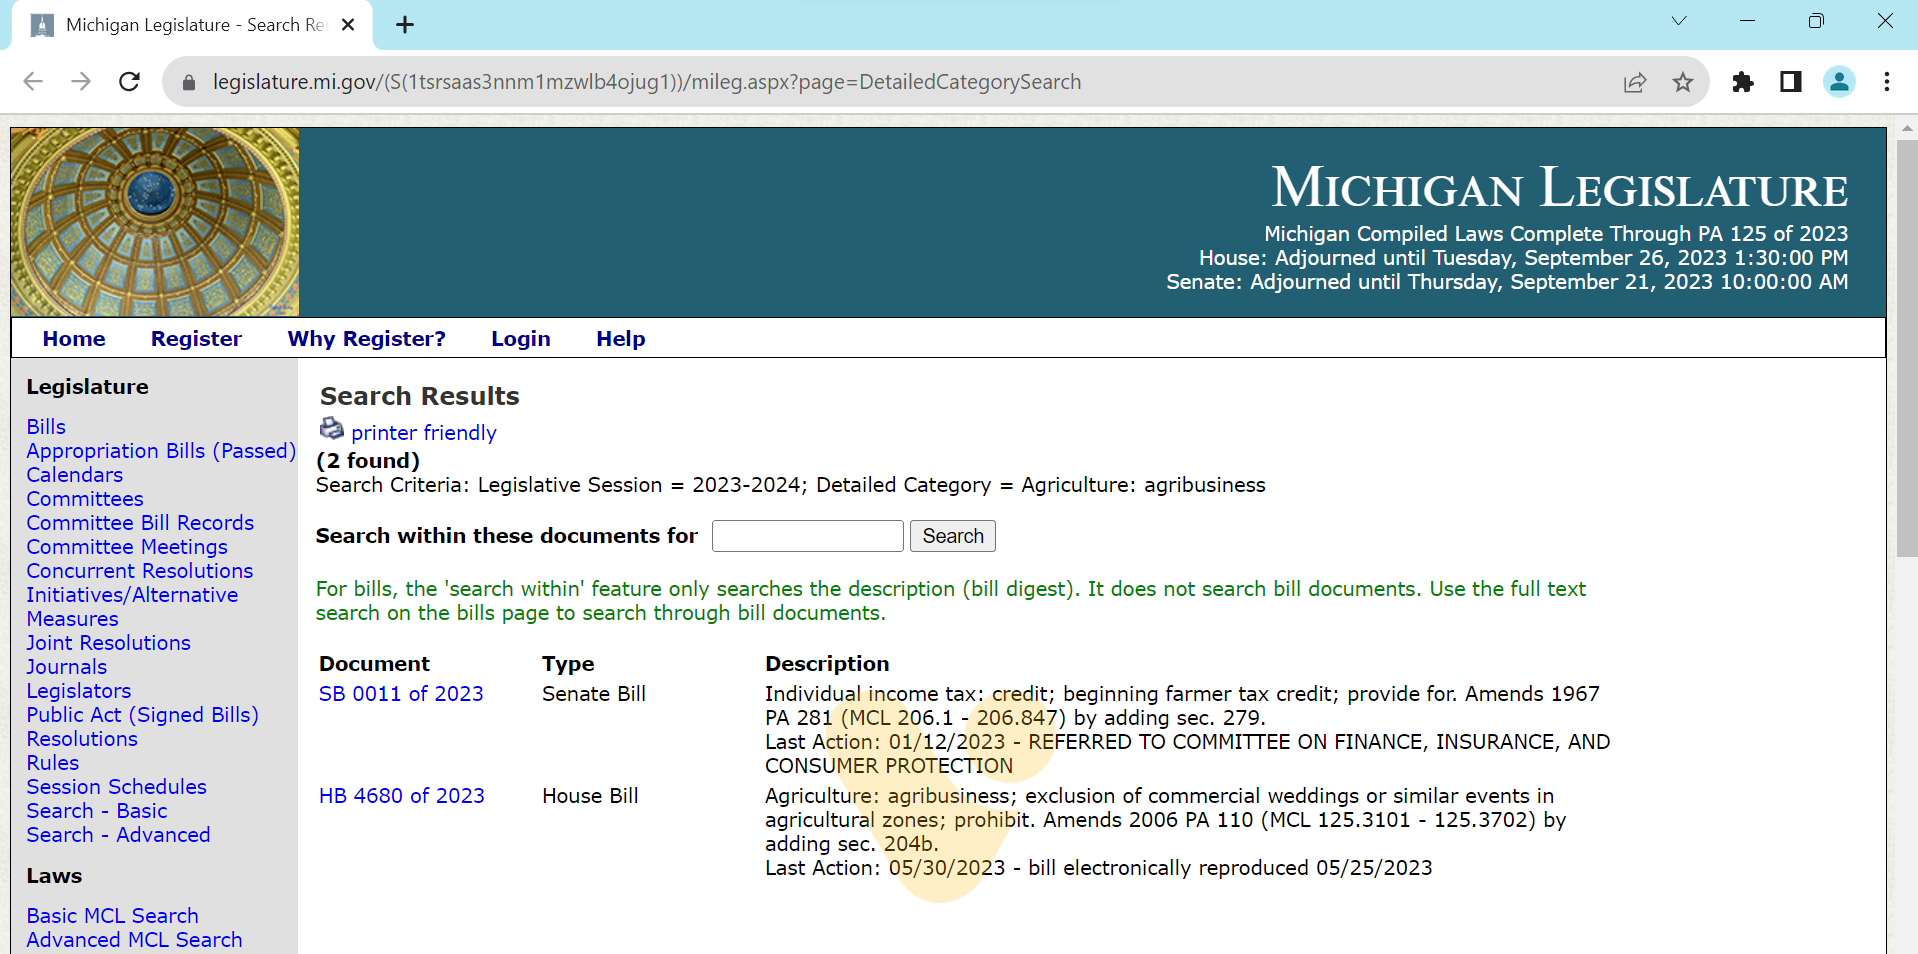 Michigan Legislature - Search Res
legislature.mi.gov/(S(1tsrsaas3nnm1mzwlb4ojug1))/mileg.aspx?page=DetailedCategorySearch
MICHIGAN LEGISLATURE
Michigan Compiled Laws Complete Through PA 125 of 2023
House: Adjourned until Tuesday, September 26, 2023 1:30:00 PM
Senate: Adjourned until Thursday, September 21, 2023 10:00:00 AM
Home Register Why Register? Login Help
Legislature
Bills
Appropriation Bills (Passed)
Calendars
Committees
Committee Bill Records
Committee Meetings
Concurrent Resolutions
Initiatives/Alternative
Measures
Joint Resolutions
Journals
Legislators
Public Act (Signed Bills)
Resolutions
Rules
Session Schedules
Search - Basic
Search - Advanced
Laws
Basic MCL Search
Advanced MCL Search
Search Results
printer friendly
(2 found)
Search Criteria: Legislative Session = 2023-2024; Detailed Category = Agriculture: agribusiness
Search within these documents for Search
For bills, the 'search within' feature only searches the description (bill digest). It does not search bill documents. Use the full text
search on the bills page to search through bill documents.
Document Type Description
SB 0011 of 2023 Senate Bill Individual income tax: credit; beginning farmer tax credit; provide for. Amends 1967
PA 281 (MCL 206.1 - 206.847) by adding sec. 279.
Last Action: 01/12/2023 - REFERRED TO COMMITTEE ON FINANCE, INSURANCE, AND
CONSUMER PROTECTION
HB 4680 of 2023 House Bill Agriculture: agribusiness; exclusion of commercial weddings or similar events in
agricultural zones; prohibit. Amends 2006 PA 110 (MCL 125.3101 - 125.3702) by
adding sec. 204b.
Last Action: 05/30/2023 - bill electronically reproduced 05/25/2023